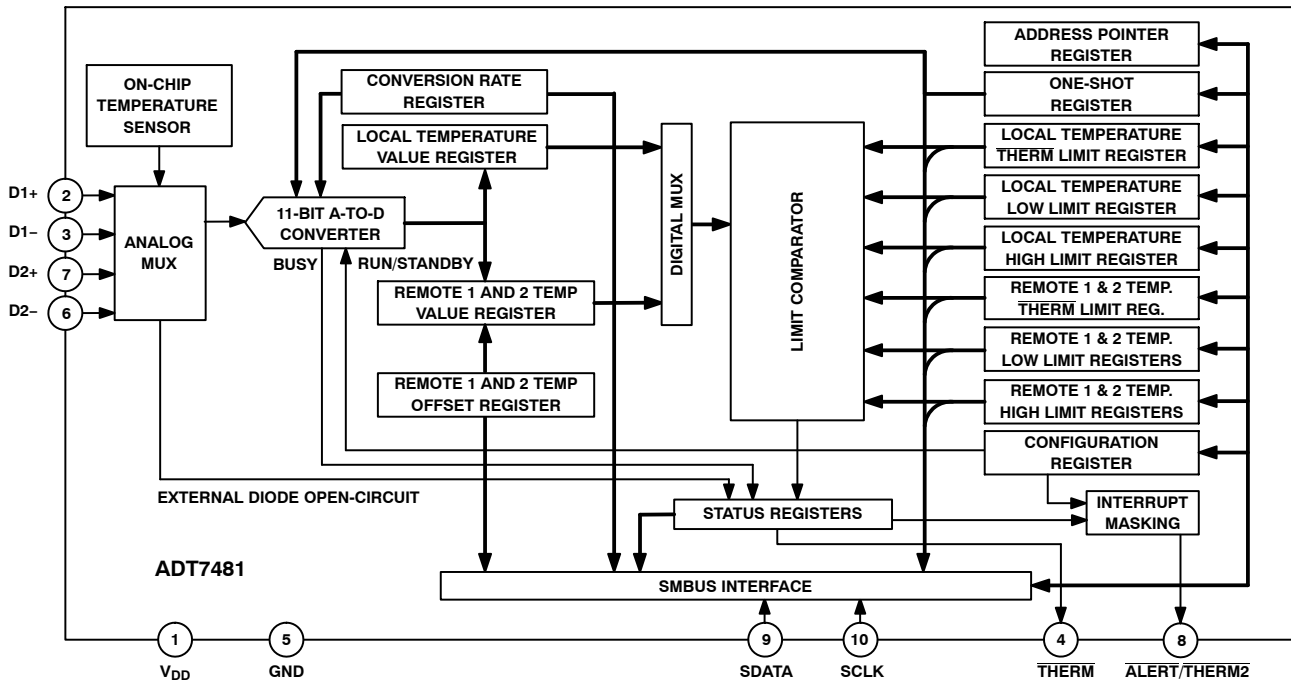 ADDRESS POINTER
REGISTER
ON-CHIP
TEMPERATURE
SENSOR
CONVERSION RATE
REGISTER
ONE-SHOT
REGISTER
LOCAL TEMPERATURE
VALUE REGISTER
LOCAL TEMPERATURE
THERM LIMIT REGISTER
D1+
2
D1−
3
D2+
7
D2−
6
ANALOG
MUX
11-BIT A-TO-D
CONVERTER
BUSY
RUN/STANDBY
DIGITAL MUX
LIMIT COMPARATOR
LOCAL TEMPERATURE
LOW LIMIT REGISTER
LOCAL TEMPERATURE
HIGH LIMIT REGISTER
REMOTE 1 AND 2 TEMP
VALUE REGISTER
REMOTE 1 & 2 TEMP.
THERM LIMIT REG.
REMOTE 1 & 2 TEMP.
LOW LIMIT REGISTERS
REMOTE 1 AND 2 TEMP
OFFSET REGISTER
REMOTE 1 & 2 TEMP.
HIGH LIMIT REGISTERS
CONFIGURATION
REGISTER
EXTERNAL DIODE OPEN-CIRCUIT
STATUS REGISTERS
INTERRUPT
MASKING
ADT7481
SMBUS INTERFACE
1
5
9
10
4
8
VDD
GND
SDATA
SCLK
THERM
ALERT/THERM2